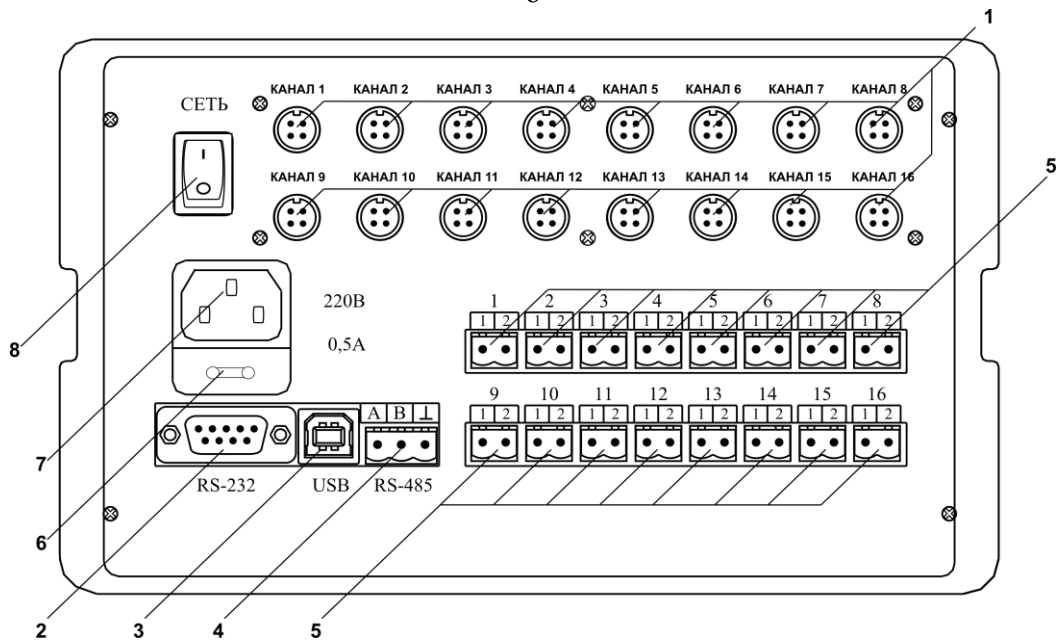 1
КАНАЛ 1 КАНАЛ 2 КАНАЛ 3 КАНАЛ 4 КАНАЛ 5 КАНАЛ 6 КАНАЛ 7 КАНАЛ 8
СЕТЬ
КАНАЛ 9 КАНАЛ 10 КАНАЛ 11 КАНАЛ 12 КАНАЛ 13 КАНАЛ 14 КАНАЛ 15 КАНАЛ 16
5
220В
1 2 3 4 5 6 7 8
1 2 1 2 1 2 1 2 1 2 1 2 1 2 1 2
8
0,5А
9 10 11 12 13 14 15 16
A B ⊥
1 2 1 2 1 2 1 2 1 2 1 2 1 2 1 2
7
RS-232 USB RS-485
6
2 3 4 5